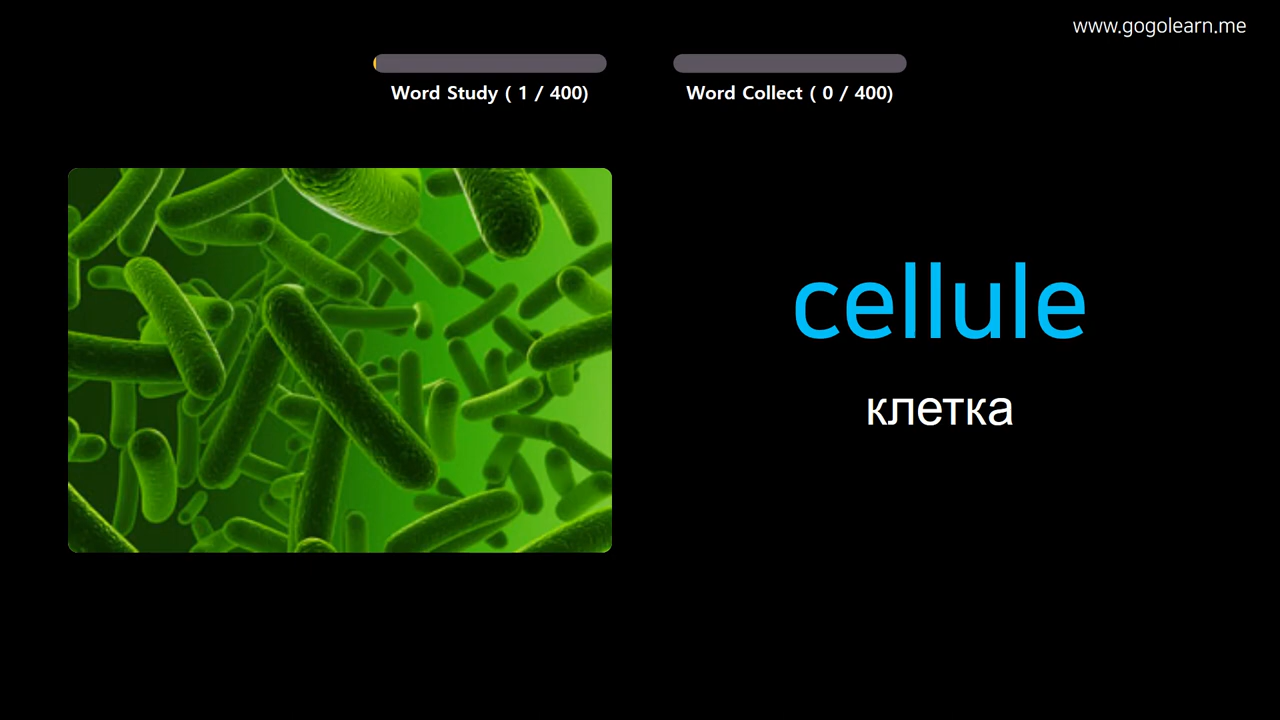 www.gogolearn.me
Word Study ( 1 / 400)
Word Collect ( 0 / 400)
cellule
клетка